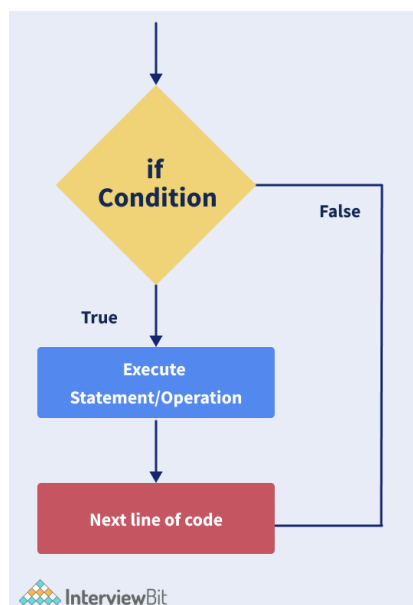 if
Condition
False
True
Execute
Statement/Operation
Next line of code
InterviewBit